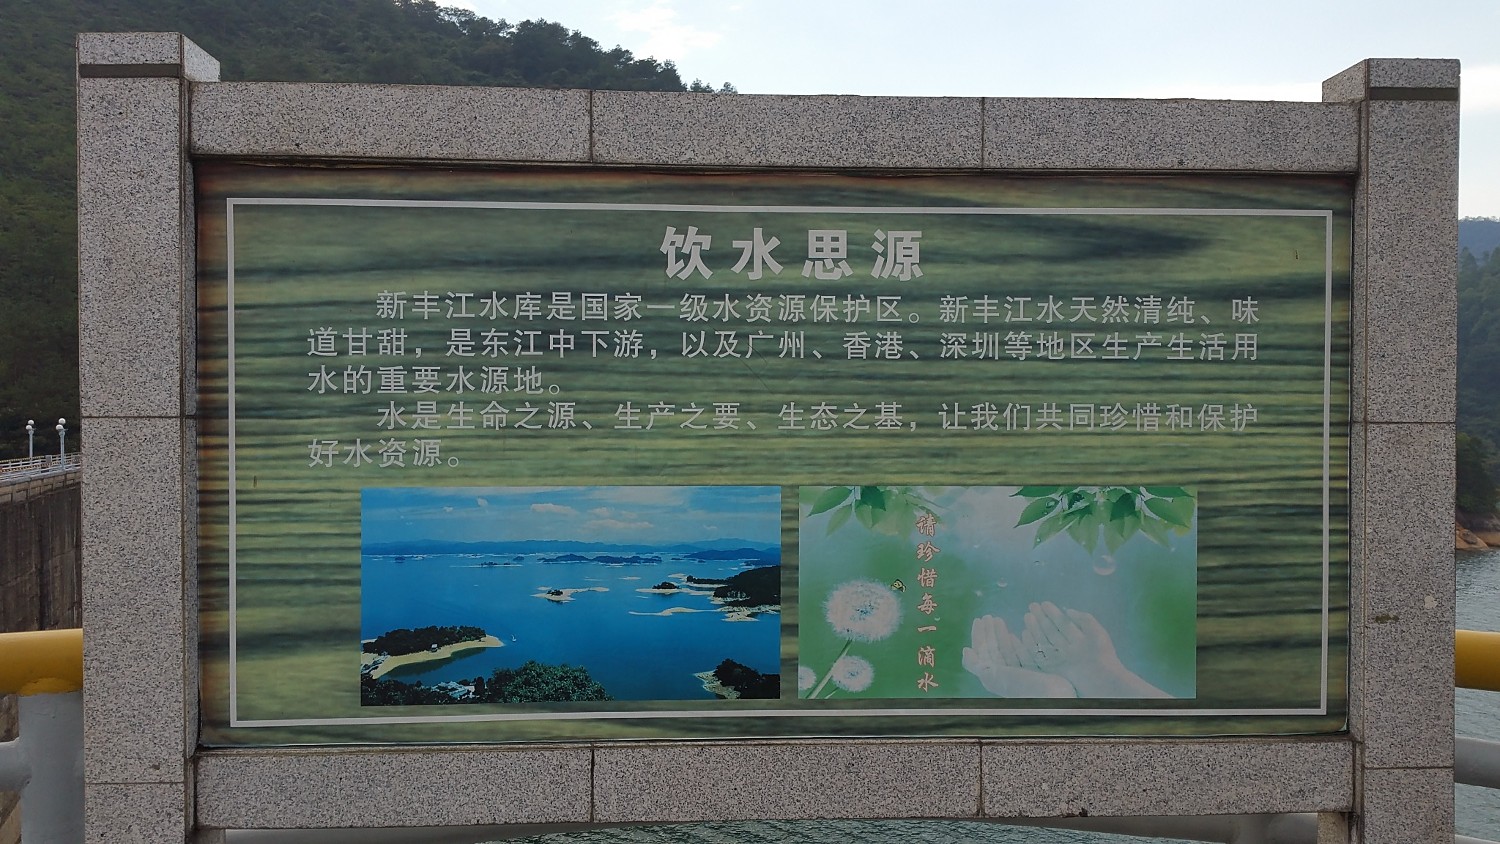 饮水思源
新丰江水库是国家一级水资源保护区。新丰江水天然清纯、味
道甘甜，是东江中下游，以及广州、香港、深圳等地区生产生活用
水的重要水源地。
水是生命之源、生产之要、生态之基，让我们共同珍惜和保护
好水资源。
请珍惜每一滴水